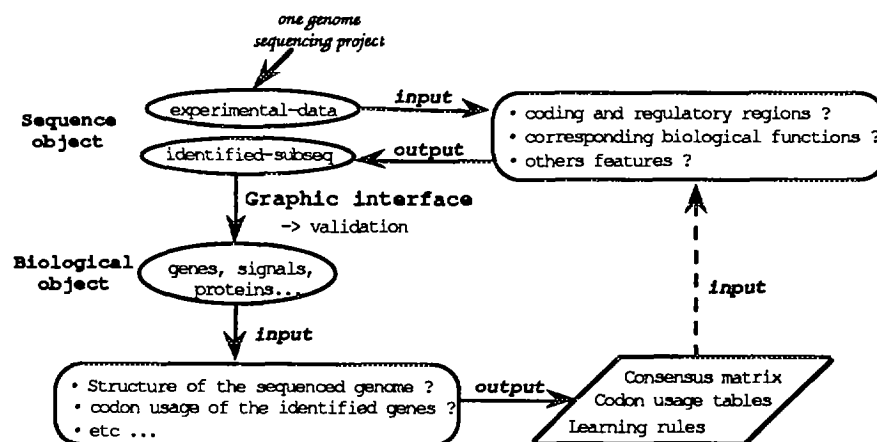 one genome
sequencing project
Sequence
object
experimental-data
input
• coding and regulatory regions ?
• corresponding biological functions ?
• others features ?
identified-subseq
output
Graphic interface
-> validation
Biological
object
genes, signals,
proteins...
input
input
• Structure of the sequenced genome ?
• codon usage of the identified genes ?
• etc ...
output
Consensus matrix
Codon usage tables
Learning rules